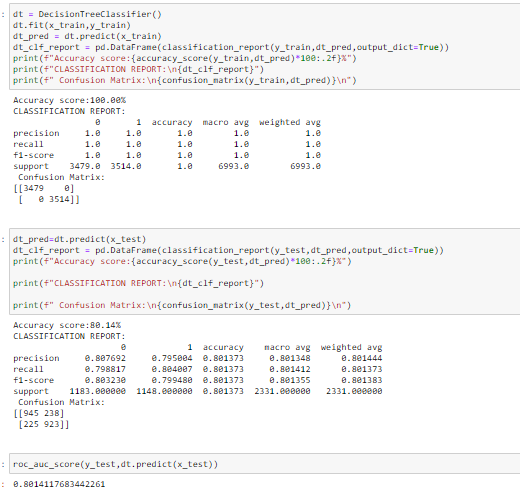 : dt = DecisionTreeClassifier()
dt.fit(x_train,y_train)
dt_pred = dt.predict(x_train)
dt_clf_report = pd.DataFrame(classification_report(y_train,dt_pred,output_dict=True))
print(f"Accuracy score:{accuracy_score(y_train,dt_pred)*100:.2f}%")
print(f"CLASSIFICATION REPORT:\n{dt_clf_report}")
print(f" Confusion Matrix:\n{confusion_matrix(y_train,dt_pred)}\n")
Accuracy score:100.00%
CLASSIFICATION REPORT:
0 1 accuracy macro avg weighted avg
precision 1.0 1.0 1.0 1.0 1.0
recall 1.0 1.0 1.0 1.0 1.0
f1-score 1.0 1.0 1.0 1.0 1.0
support 3479.0 3514.0 1.0 6993.0 6993.0
Confusion Matrix:
[[3479 0]
[ 0 3514]]
: dt_pred=dt.predict(x_test)
dt_clf_report = pd.DataFrame(classification_report(y_test,dt_pred,output_dict=True))
print(f"Accuracy score:{accuracy_score(y_test,dt_pred)*100:.2f}%")
print(f"CLASSIFICATION REPORT:\n{dt_clf_report}")
print(f" Confusion Matrix:\n{confusion_matrix(y_test,dt_pred)}\n")
Accuracy score:80.14%
CLASSIFICATION REPORT:
0 1 accuracy macro avg weighted avg
precision 0.807692 0.795004 0.801373 0.801348 0.801444
recall 0.798817 0.804007 0.801373 0.801412 0.801373
f1-score 0.803230 0.799480 0.801373 0.801355 0.801383
support 1183.000000 1148.000000 0.801373 2331.000000 2331.000000
Confusion Matrix:
[[945 238]
[225 923]]
: roc_auc_score(y_test,dt.predict(x_test))
: 0.8014117683442261